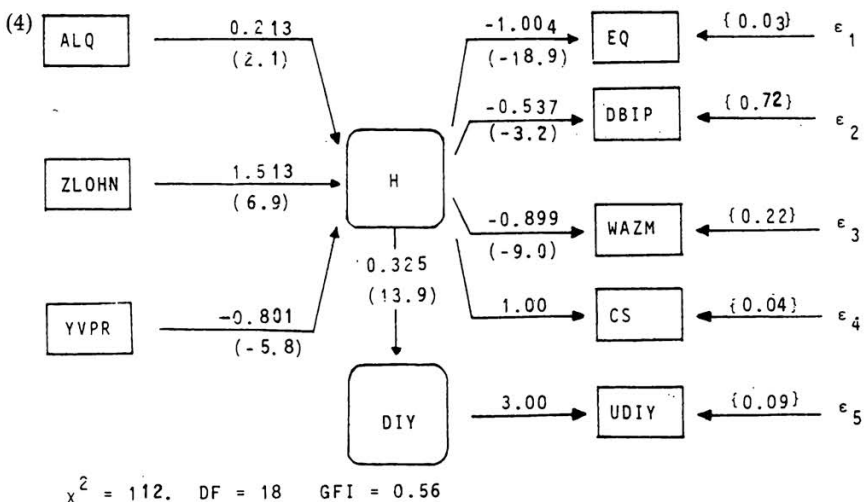 (4)
ALQ
0.213
(2.1)
-1.004
(-18.9)
EQ
{0.03}
ε1
-0.537
(-3.2)
DBIP
{0.72}
ε2
ZLOHN
1.513
(6.9)
H
-0.899
(-9.0)
WAZM
{0.22}
ε3
0.325
(13.9)
YVPR
-0.801
(-5.8)
1.00
CS
{0.04}
ε4
DIY
3.00
UDIY
{0.09}
ε5
χ2 = 112. DF = 18 GFI = 0.56